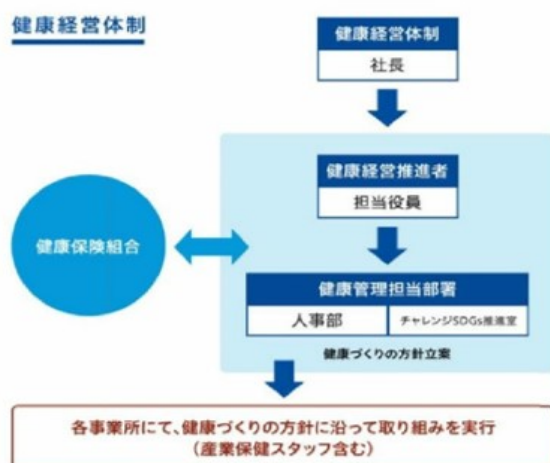 健康経営体制
健康経営体制
社長
健康経営推進者
担当役員
健康保険組合
健康管理担当部署
人事部
チャレンジSDGs推進室
健康づくりの方針立案
各事業所にて、健康づくりの方針に沿って取り組みを実行
(産業保健スタッフ含む)